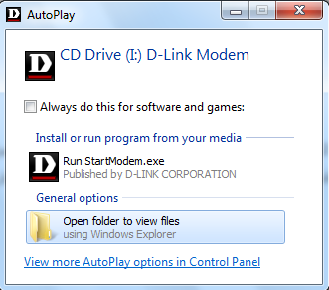 AutoPlay
CD Drive (I:) D-Link Modem
Always do this for software and games:
Install or run program from your media
Run StartModem.exe
Published by D-LINK CORPORATION
General options
Open folder to view files
using Windows Explorer
View more AutoPlay options in Control Panel